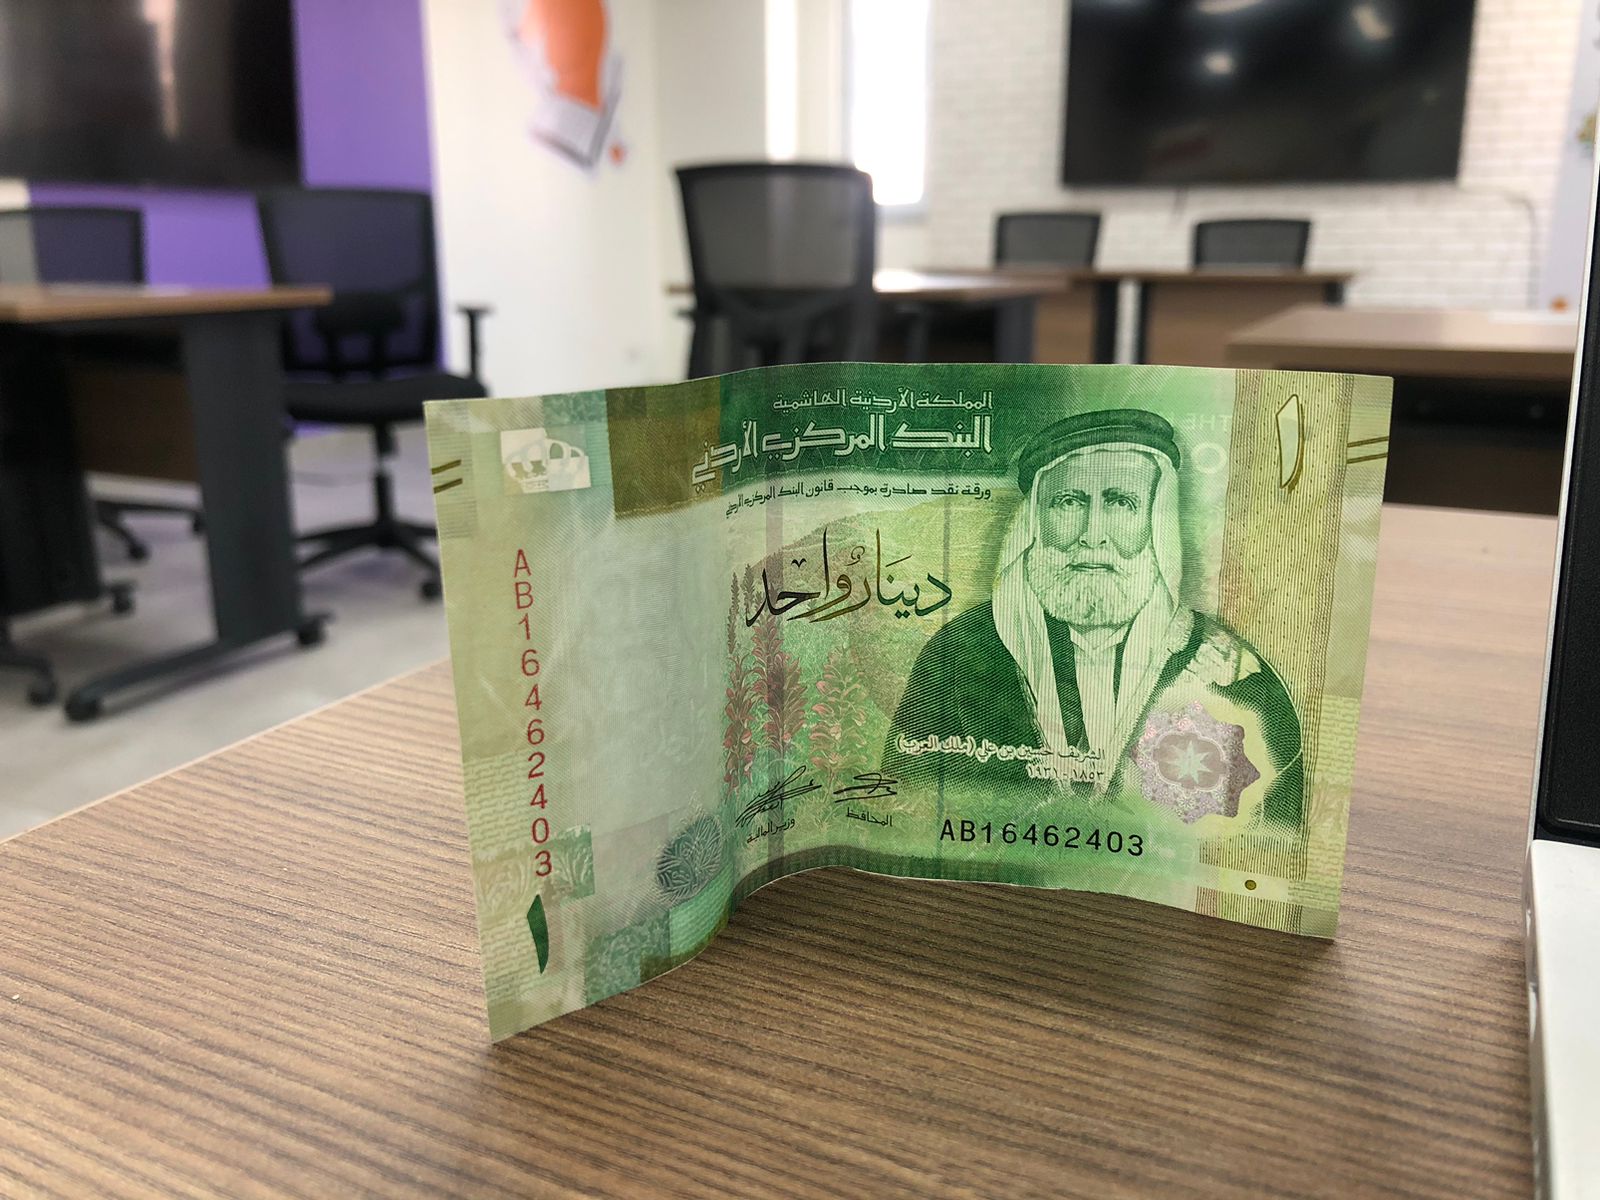 المملكة الأردنية الهاشمية
البنك المركزي الأردني
ورقة نقد صادرة بموجب قانون البنك المركزي الأردني
١
دينار واحد
الشريف حسين بن علي (ملك العرب)
١٨٥٣ - ١٩٣١
المحافظ
وزير المالية
AB16462403
AB16462403
١
THE